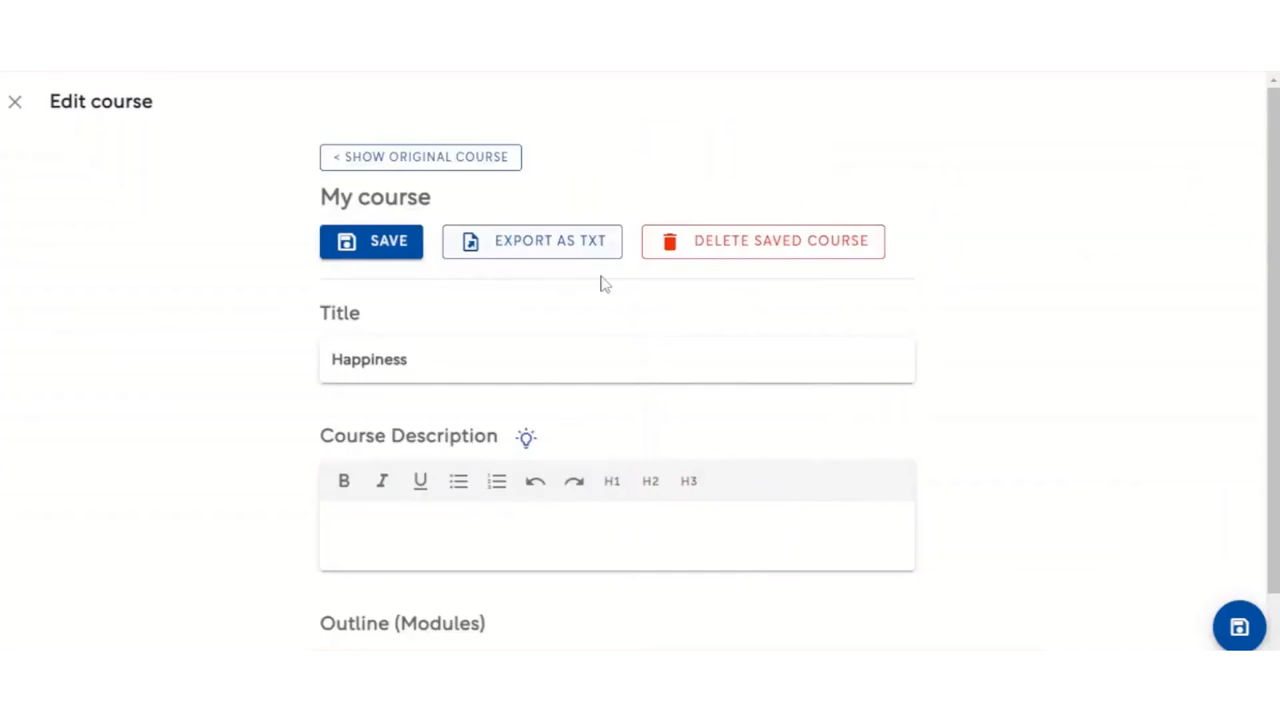 Edit course
< SHOW ORIGINAL COURSE
My course
SAVE EXPORT AS TXT DELETE SAVED COURSE
Title
Happiness
Course Description
B I U H1 H2 H3
Outline (Modules)